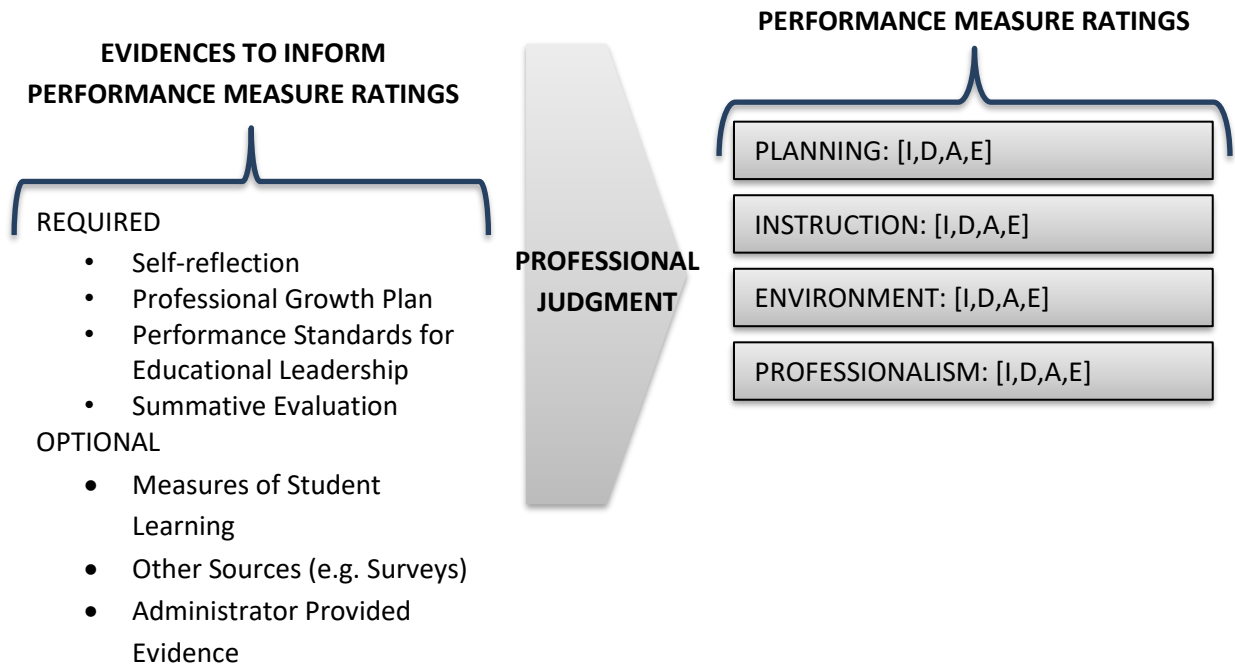 EVIDENCES TO INFORM
PERFORMANCE MEASURE RATINGS
REQUIRED
• Self-reflection
• Professional Growth Plan
• Performance Standards for
Educational Leadership
• Summative Evaluation
OPTIONAL
• Measures of Student
Learning
• Other Sources (e.g. Surveys)
• Administrator Provided
Evidence
PROFESSIONAL
JUDGMENT
PERFORMANCE MEASURE RATINGS
PLANNING: [I,D,A,E]
INSTRUCTION: [I,D,A,E]
ENVIRONMENT: [I,D,A,E]
PROFESSIONALISM: [I,D,A,E]